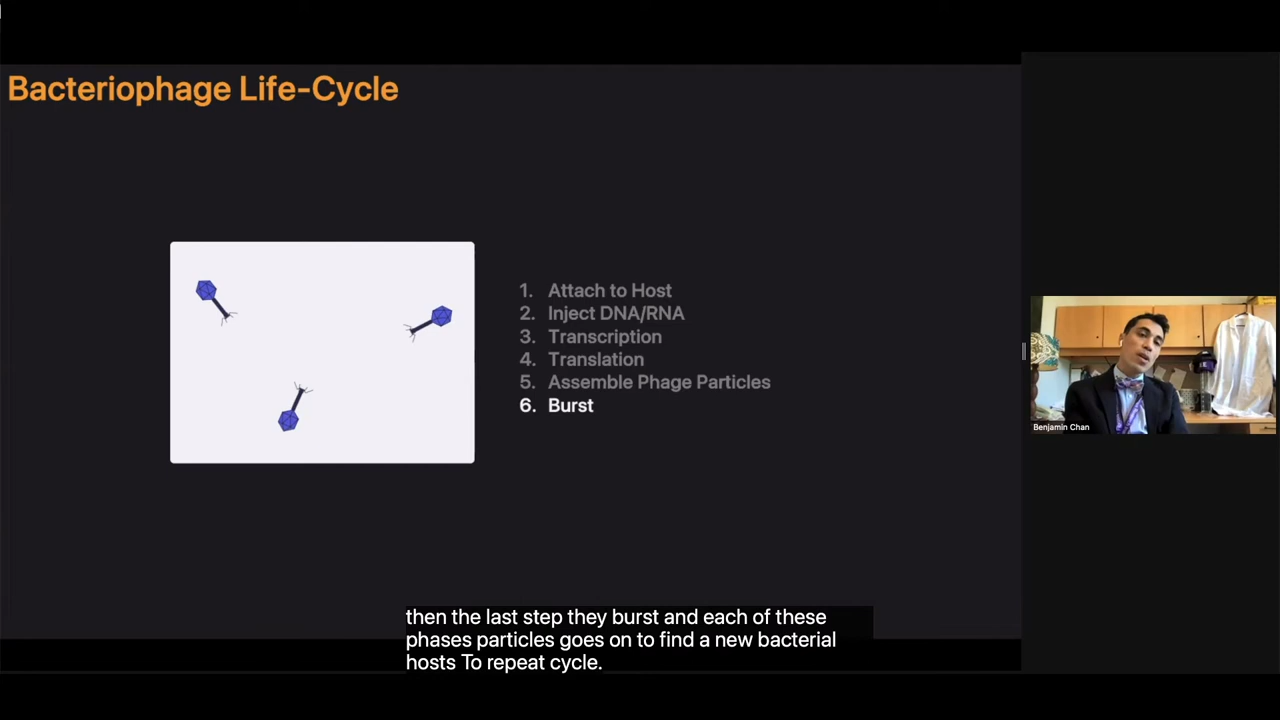 Bacteriophage Life-Cycle
1. Attach to Host
2. Inject DNA/RNA
3. Transcription
4. Translation
5. Assemble Phage Particles
6. Burst
Benjamin Chan
then the last step they burst and each of these
phases particles goes on to find a new bacterial
hosts To repeat cycle.